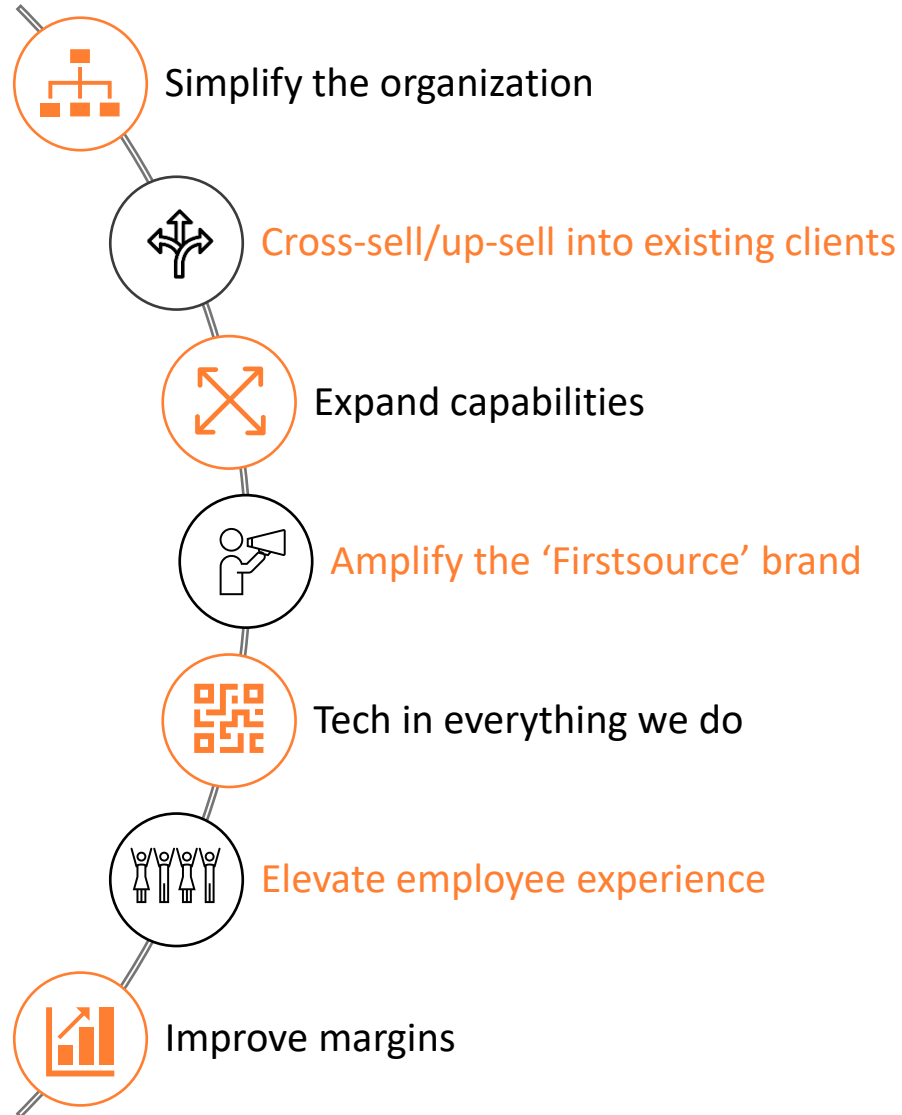 Simplify the organization
Cross-sell/up-sell into existing clients
Expand capabilities
Amplify the ‘Firstsource’ brand
Tech in everything we do
Elevate employee experience
Improve margins